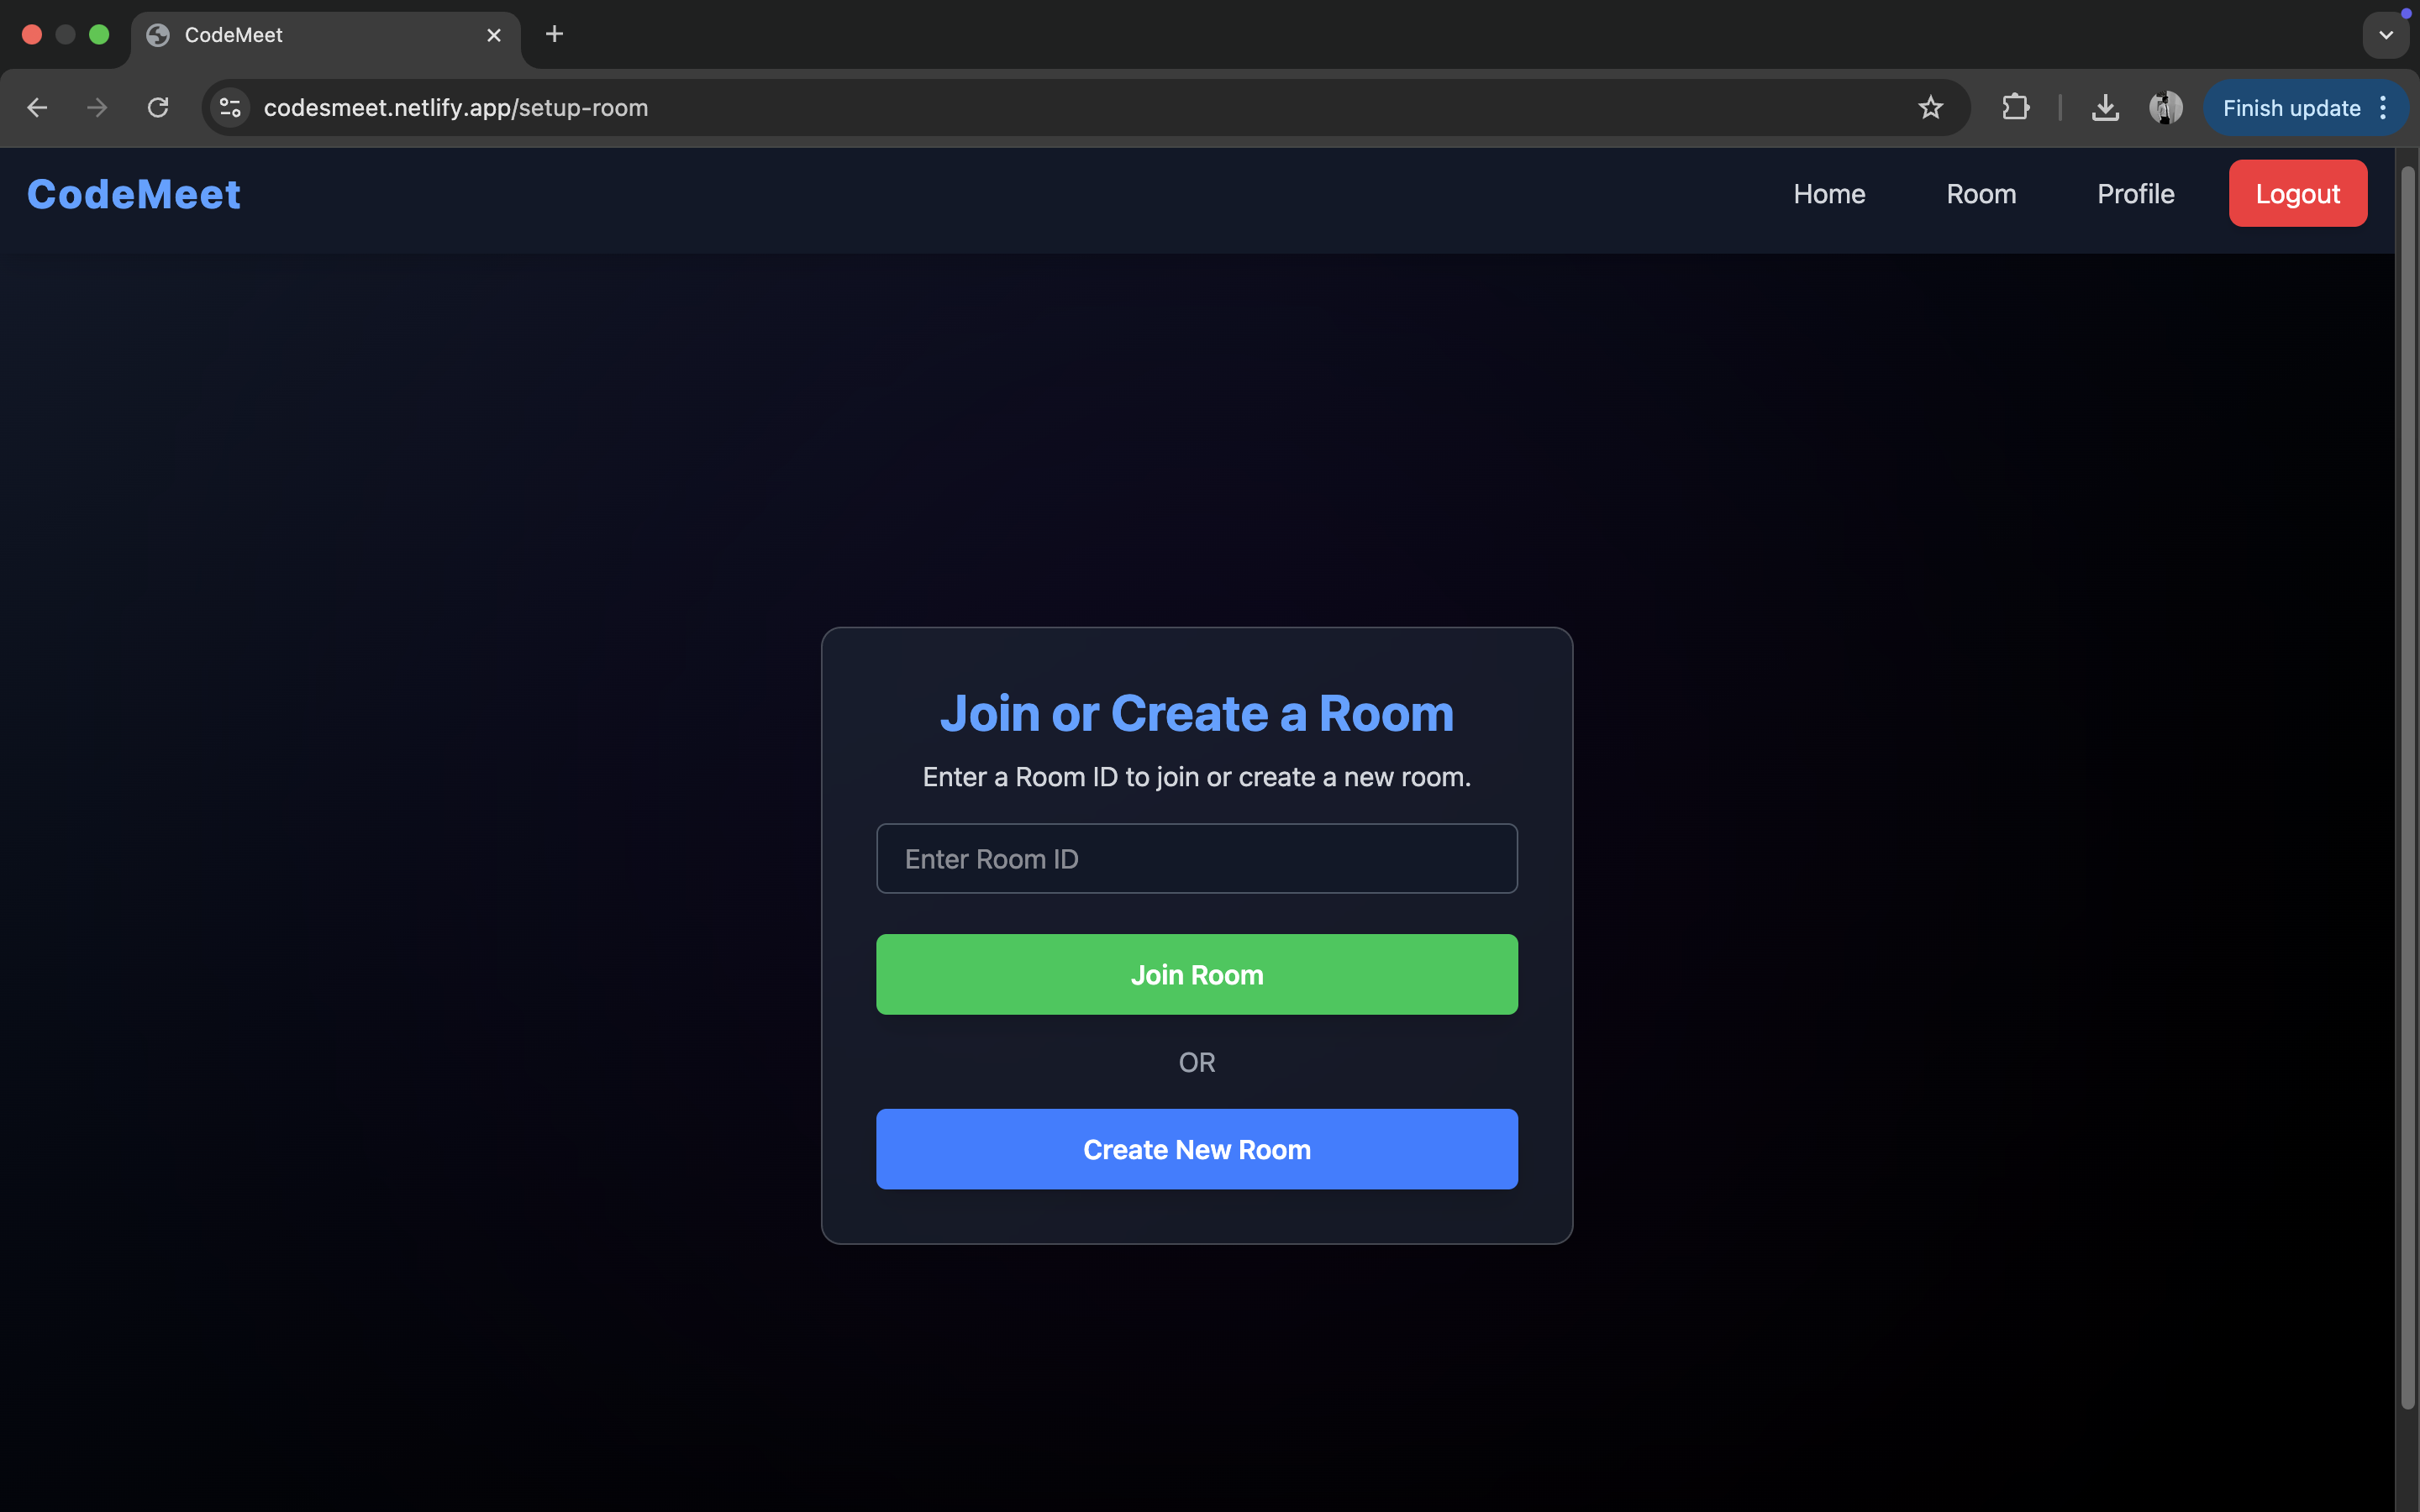 CodeMeet
codesmeet.netlify.app/setup-room
Finish update
CodeMeet
Home
Room
Profile
Logout
Join or Create a Room
Enter a Room ID to join or create a new room.
Enter Room ID
Join Room
OR
Create New Room